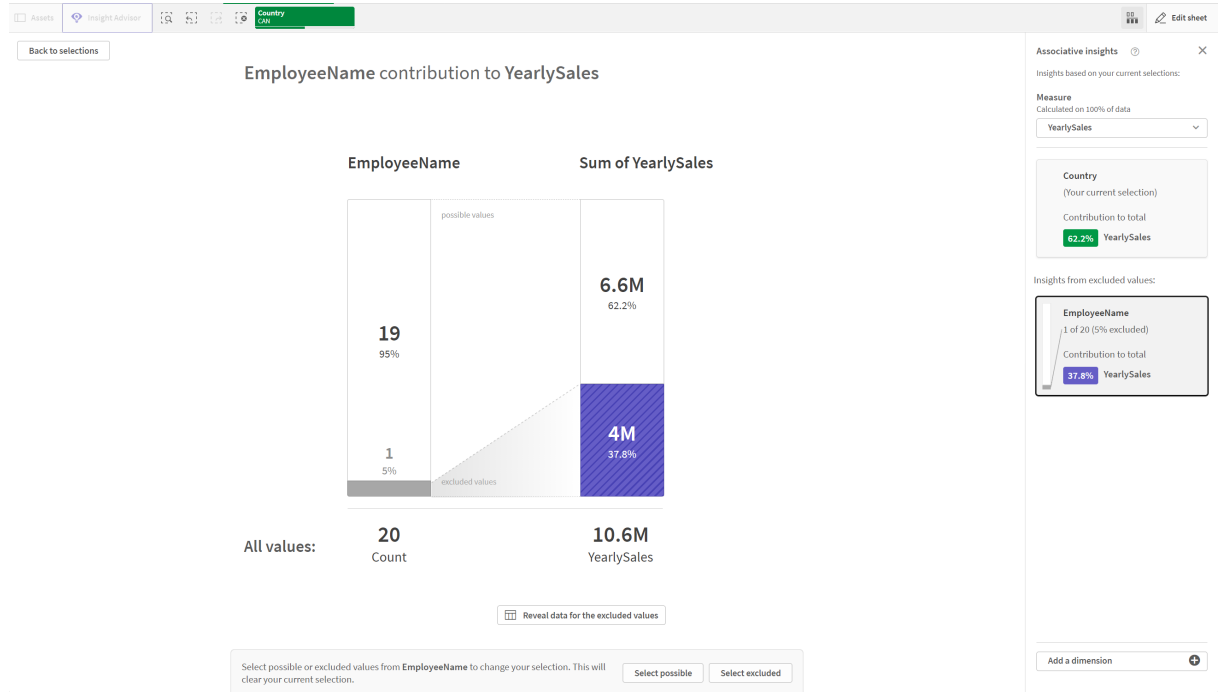 Assets
Insight Advisor
Country
CAN
Edit sheet
Back to selections
EmployeeName contribution to YearlySales
EmployeeName
Sum of YearlySales
possible values
6.6M
62.2%
19
95%
4M
37.8%
1
5%
excluded values
All values:
20
Count
10.6M
YearlySales
Reveal data for the excluded values
Select possible or excluded values from EmployeeName to change your selection. This will
clear your current selection.
Select possible
Select excluded
Associative insights
Insights based on your current selections:
Measure
Calculated on 100% of data
YearlySales
Country
(Your current selection)
Contribution to total
62.2% YearlySales
Insights from excluded values:
EmployeeName
1 of 20 (5% excluded)
Contribution to total
37.8% YearlySales
Add a dimension